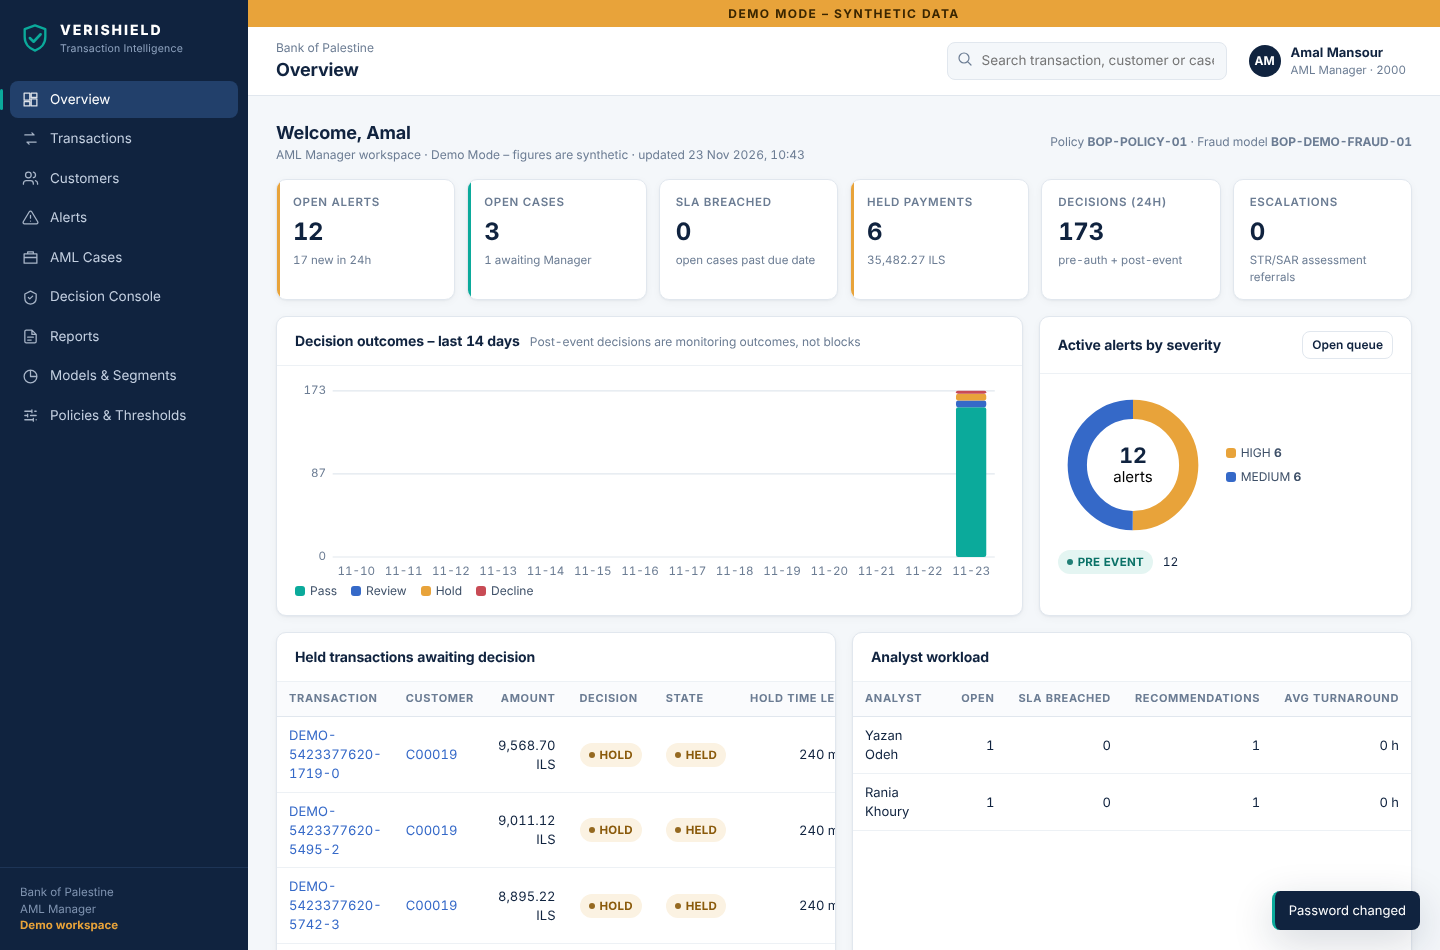 VERISHIELD
Transaction Intelligence
Overview
Transactions
Customers
Alerts
AML Cases
Decision Console
Reports
Models & Segments
Policies & Thresholds
Bank of Palestine
AML Manager
Demo workspace
DEMO MODE – SYNTHETIC DATA
Bank of Palestine
Overview
Search transaction, customer or case
AM
Amal Mansour
AML Manager · 2000
Welcome, Amal
AML Manager workspace · Demo Mode – figures are synthetic · updated 23 Nov 2026, 10:43
Policy BOP-POLICY-01 · Fraud model BOP-DEMO-FRAUD-01
OPEN ALERTS
12
17 new in 24h
OPEN CASES
3
1 awaiting Manager
SLA BREACHED
0
open cases past due date
HELD PAYMENTS
6
35,482.27 ILS
DECISIONS (24H)
173
pre-auth + post-event
ESCALATIONS
0
STR/SAR assessment
referrals
Decision outcomes – last 14 days Post-event decisions are monitoring outcomes, not blocks
173
87
0
11-10 11-11 11-12 11-13 11-14 11-15 11-16 11-17 11-18 11-19 11-20 11-21 11-22 11-23
Pass Review Hold Decline
Active alerts by severity
Open queue
12
alerts
HIGH 6
MEDIUM 6
PRE EVENT 12
Held transactions awaiting decision
TRANSACTION CUSTOMER AMOUNT DECISION STATE HOLD TIME LE
DEMO-
5423377620-
1719-0
C00019
9,568.70
ILS
HOLD
HELD
240 m
DEMO-
5423377620-
5495-2
C00019
9,011.12
ILS
HOLD
HELD
240 m
DEMO-
5423377620-
5742-3
C00019
8,895.22
ILS
HOLD
HELD
240 m
Analyst workload
ANALYST OPEN SLA BREACHED RECOMMENDATIONS AVG TURNAROUND
Yazan
Odeh
1 0 1 0 h
Rania
Khoury
1 0 1 0 h
Password changed